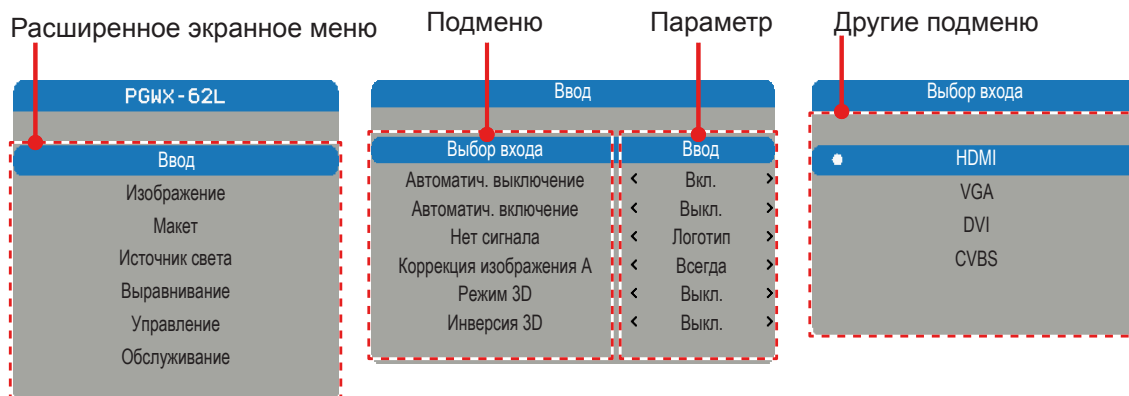 Расширенное экранное меню
Подменю
Параметр
Другие подменю
PGWX-62L
Ввод
Изображение
Макет
Источник света
Выравнивание
Управление
Обслуживание
Ввод
Выбор входа Ввод
Автоматич. выключение < Вкл. >
Автоматич. включение < Выкл. >
Нет сигнала < Логотип >
Коррекция изображения А < Всегда >
Режим 3D < Выкл. >
Инверсия 3D < Выкл. >
Выбор входа
HDMI
VGA
DVI
CVBS